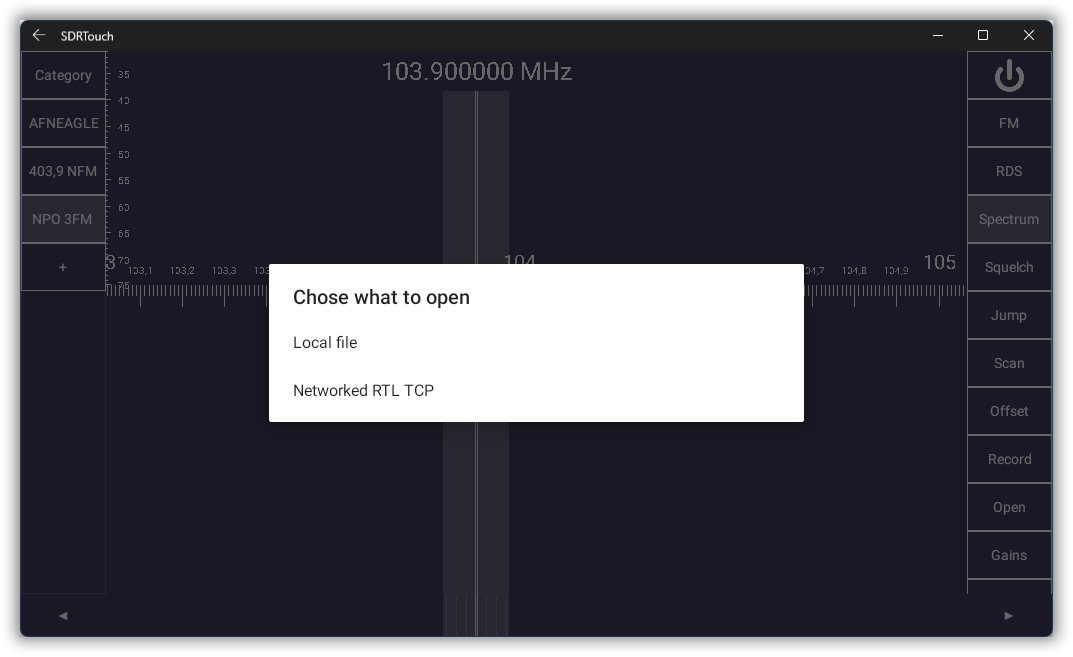 SDRTouch
Category
AFNEAGLE
403,9 NFM
NPO 3FM
+
35
40
45
50
55
60
65
70
75
103.900000 MHz
3
103,1
103,2
103,3
103
104
04,7
104,8
104,9
105
Chose what to open
Local file
Networked RTL TCP
FM
RDS
Spectrum
Squelch
Jump
Scan
Offset
Record
Open
Gains